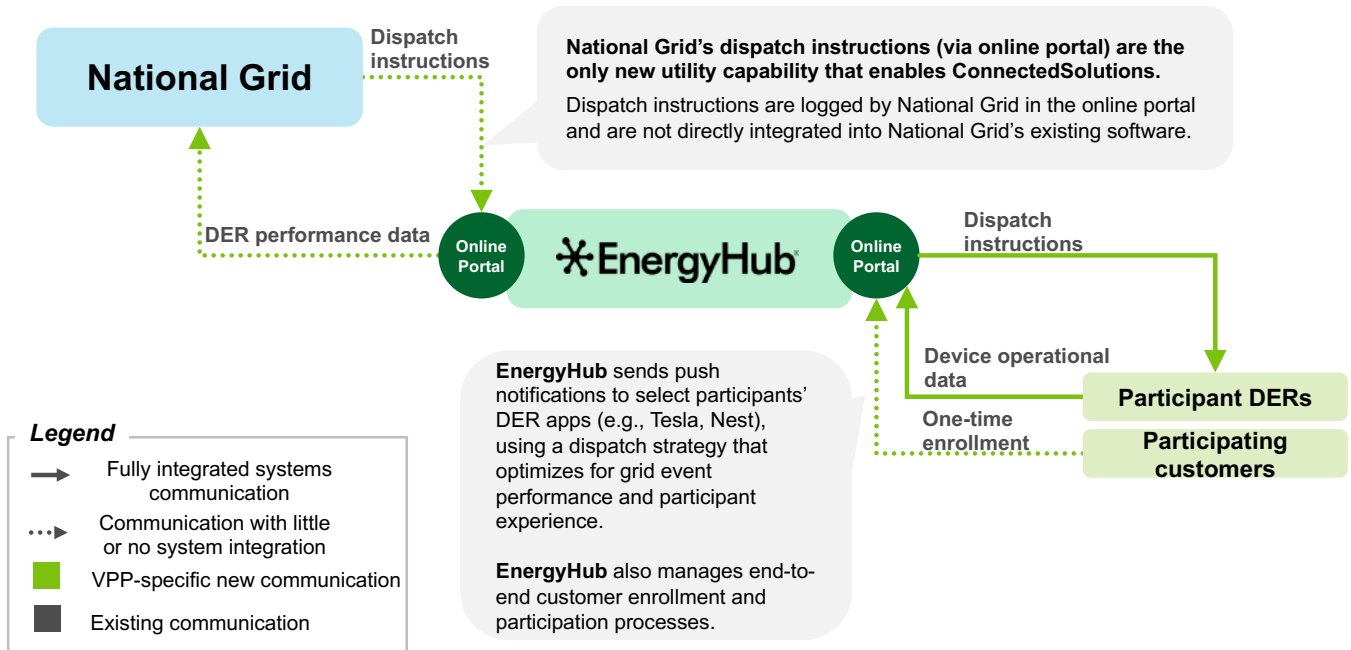 National Grid
Dispatch
instructions
National Grid’s dispatch instructions (via online portal) are the
only new utility capability that enables ConnectedSolutions.
Dispatch instructions are logged by National Grid in the online portal
and are not directly integrated into National Grid’s existing software.
DER performance data
Online
Portal
EnergyHub
Online
Portal
Dispatch
instructions
Device operational
data
One-time
enrollment
Participant DERs
Participating
customers
EnergyHub sends push
notifications to select participants’
DER apps (e.g., Tesla, Nest),
using a dispatch strategy that
optimizes for grid event
performance and participant
experience.
EnergyHub also manages end-to-
end customer enrollment and
participation processes.
Legend
Fully integrated systems
communication
Communication with little
or no system integration
VPP-specific new communication
Existing communication